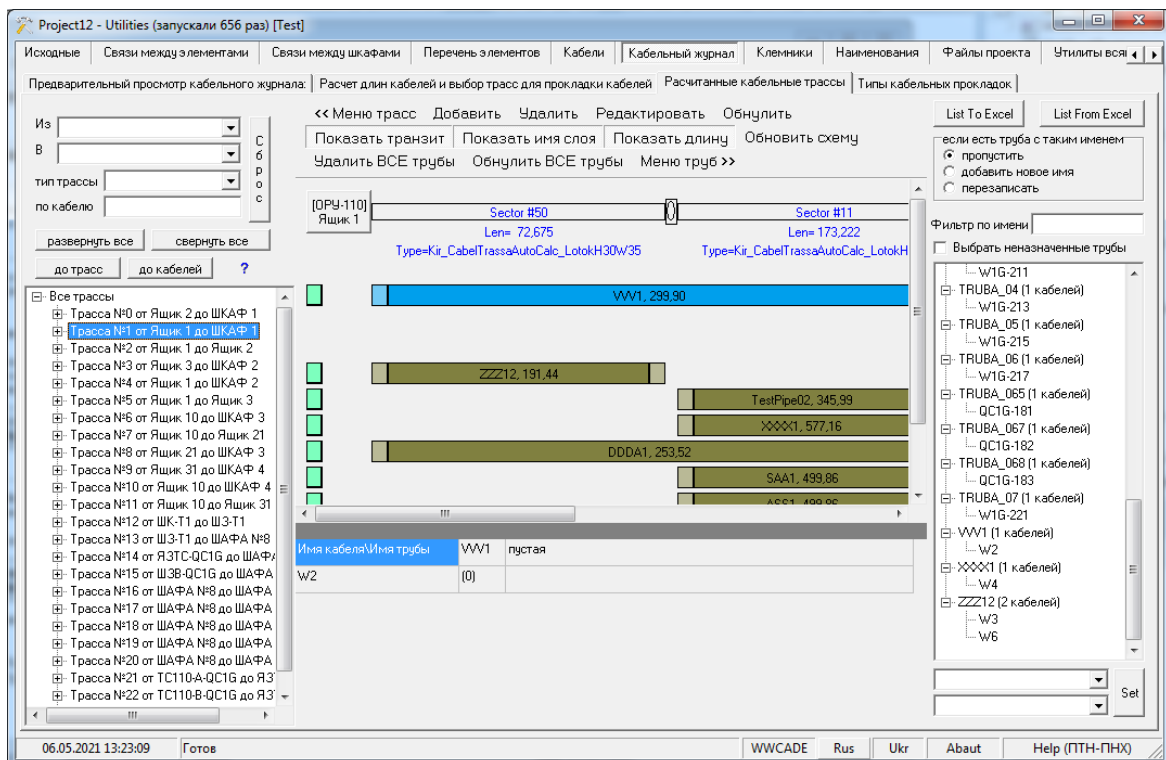 Project12 - Utilities (запускали 656 раз) [Test]
Исходные Связи между элементами Связи между шкафами Перечень элементов Кабели Кабельный журнал Клемники Наименования Файлы проекта
Предварительный просмотр кабельного журнала: Расчет длин кабелей и выбор трасс для прокладки кабелей Расчитанные кабельные трассы Типы кабельных прокладок
Из
В
тип трассы
по кабелю
Сброс
развернуть все свернуть все
до трасс до кабелей ?
Все трассы
Трасса №0 от Ящик 2 до ШКАФ 1
Трасса №1 от Ящик 1 до ШКАФ 1
Трасса №2 от Ящик 1 до Ящик 2
Трасса №3 от Ящик 3 до ШКАФ 2
Трасса №4 от Ящик 1 до ШКАФ 2
Трасса №5 от Ящик 1 до Ящик 3
Трасса №6 от Ящик 10 до ШКАФ 3
Трасса №7 от Ящик 10 до Ящик 21
Трасса №8 от Ящик 21 до ШКАФ 3
Трасса №9 от Ящик 31 до ШКАФ 4
Трасса №10 от Ящик 10 до ШКАФ 4
Трасса №11 от Ящик 10 до Ящик 31
Трасса №12 от ШК-Т1 до ШЗ-Т1
Трасса №13 от ШЗ-Т1 до ШАФА №8
Трасса №14 от ЯЗТС-QC1G до ШАФ
Трасса №15 от ШЗВ-QC1G до ШАФА
Трасса №16 от ШАФА №8 до ШАФА
Трасса №17 от ШАФА №8 до ШАФА
Трасса №18 от ШАФА №8 до ШАФА
Трасса №19 от ШАФА №8 до ШАФА
Трасса №20 от ШАФА №8 до ШАФА
Трасса №21 от ТС110-А-QC1G до ЯЗ
Трасса №22 от ТС110-В-QC1G до ЯЗ
<< Меню трасс Добавить Удалить Редактировать Обнулить
Показать транзит Показать имя слоя Показать длину Обновить схему
Удалить ВСЕ трубы Обнулить ВСЕ трубы Меню труб >>
[ОРУ-110]
Ящик 1
Sector #50 Sector #11
Len= 72,675 Len= 173,222
Type=Kir_CabelTrassaAutoCalc_LotokH30W35 Type=Kir_CabelTrassaAutoCalc_LotokH
VVV1, 299,90
ZZZ12, 191,44
TestPipe02, 345,99
XXXX1, 577,16
DDDA1, 253,52
SAA1, 499,86
ASS1, 499,86
Имя кабеля\Имя трубы VVV1 пустая
W2 (0)
List To Excel List From Excel
если есть труба с таким именем
пропустить
добавить новое имя
перезаписать
Фильтр по имени
Выбрать неназначенные трубы
W1G-211
TRUBA_04 (1 кабелей)
W1G-213
TRUBA_05 (1 кабелей)
W1G-215
TRUBA_06 (1 кабелей)
W1G-217
TRUBA_065 (1 кабелей)
QC1G-181
TRUBA_067 (1 кабелей)
QC1G-182
TRUBA_068 (1 кабелей)
QC1G-183
TRUBA_07 (1 кабелей)
W1G-221
VVV1 (1 кабелей)
W2
XXXX1 (1 кабелей)
W4
ZZZ12 (2 кабелей)
W3
W6
Set
06.05.2021 13:23:09 Готов WWCADE Rus Ukr Abaut Help (ПТН-ПНХ)